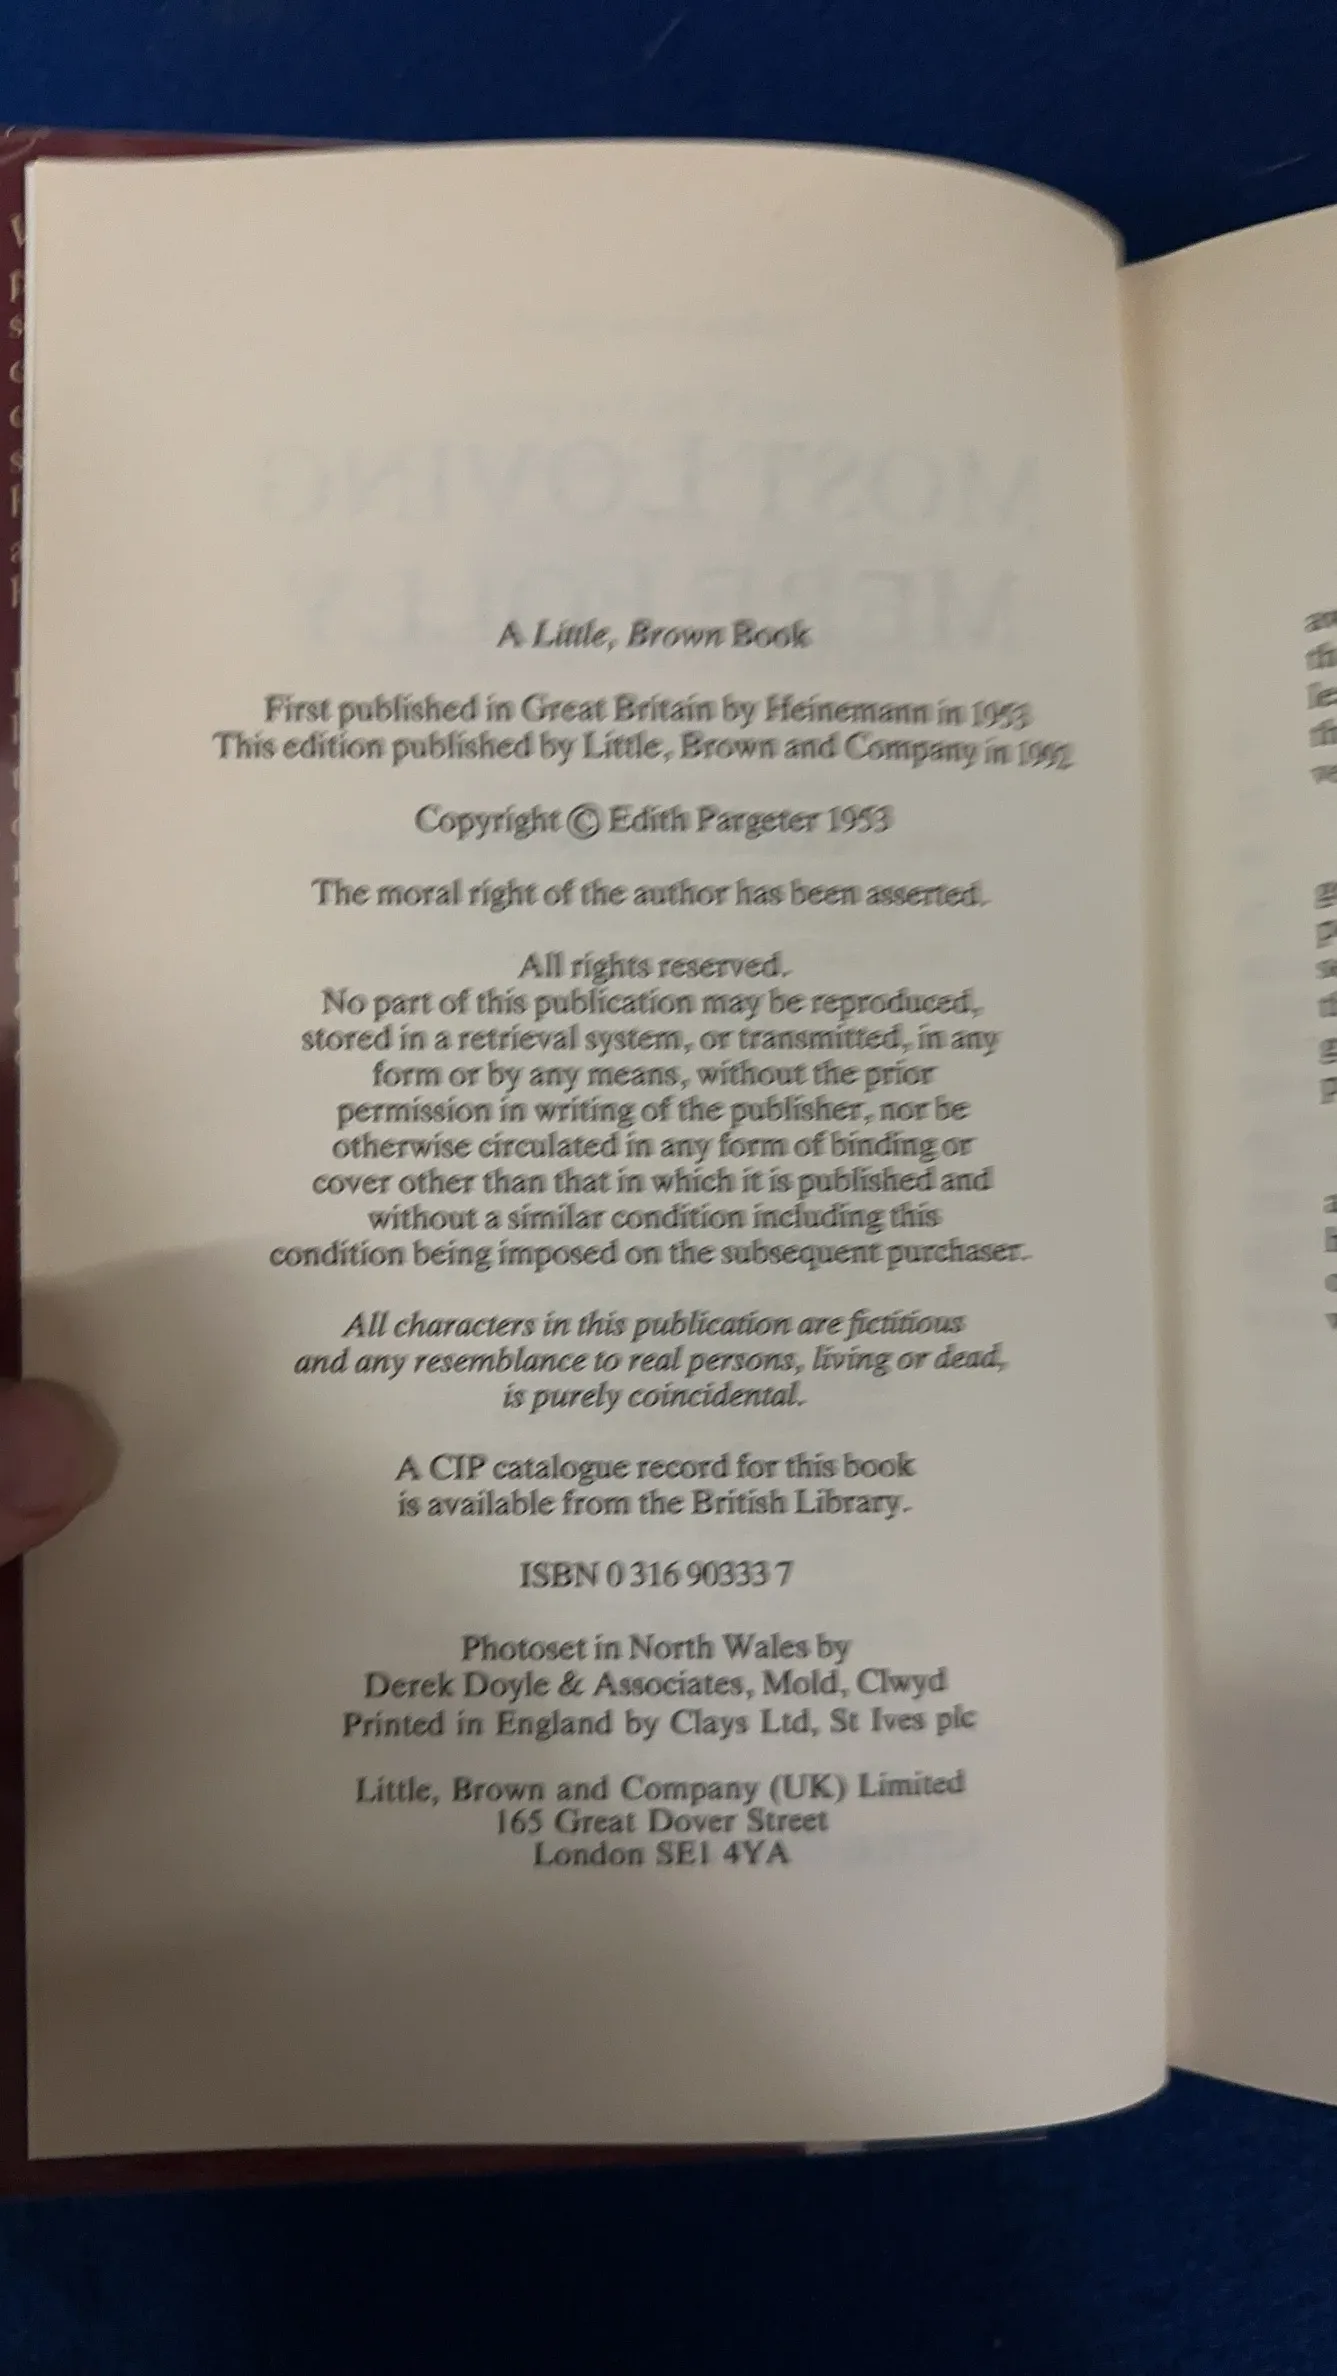 MOST LOVING
MERE FOLLY
A Little, Brown Book
First published in Great Britain by Heinemann in 1953
This edition published by Little, Brown and Company in 1992
Copyright © Edith Pargeter 1953
The moral right of the author has been asserted.
All rights reserved.
No part of this publication may be reproduced,
stored in a retrieval system, or transmitted, in any
form or by any means, without the prior
permission in writing of the publisher, nor be
otherwise circulated in any form of binding or
cover other than that in which it is published and
without a similar condition including this
condition being imposed on the subsequent purchaser.
All characters in this publication are fictitious
and any resemblance to real persons, living or dead,
is purely coincidental.
A CIP catalogue record for this book
is available from the British Library.
ISBN 0 316 90333 7
Photoset in North Wales by
Derek Doyle & Associates, Mold, Clwyd
Printed in England by Clays Ltd, St Ives plc
Little, Brown and Company (UK) Limited
165 Great Dover Street
London SE1 4YA